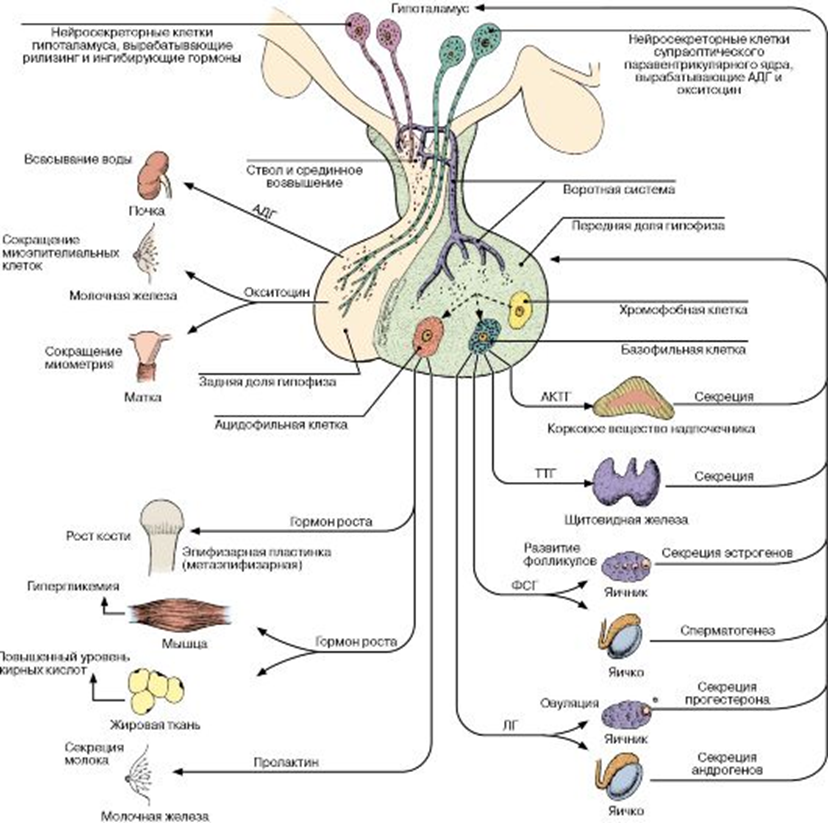 Гипоталамус
Нейросекреторные клетки
гипоталамуса, вырабатывающие
рилизинг и ингибирующие гормоны
Нейросекреторные клетки
супраоптического
паравентрикулярного ядра,
вырабатывающие АДГ и
окситоцин
Всасывание воды
Почка
АДГ
Ствол и срединное
возвышение
Воротная система
Передняя доля гипофиза
Сокращение
миоэпителиальных
клеток
Молочная железа
Окситоцин
Сокращение
миометрия
Матка
Задняя доля гипофиза
Ацидофильная клетка
Хромофобная клетка
Базофильная клетка
АКТГ
Секреция
Корковое вещество надпочечника
ТТГ
Секреция
Щитовидная железа
Рост кости
Гормон роста
Эпифизарная пластинка
(метаэпифизарная)
Гипергликемия
Мышца
Гормон роста
Повышенный уровень
жирных кислот
Жировая ткань
Секреция
молока
Пролактин
Молочная железа
Развитие
фолликулов
Секреция эстрогенов
ФСГ
Яичник
Сперматогенез
Яичко
Овуляция
Секреция
прогестерона
ЛГ
Яичник
Секреция
андрогенов
Яичко